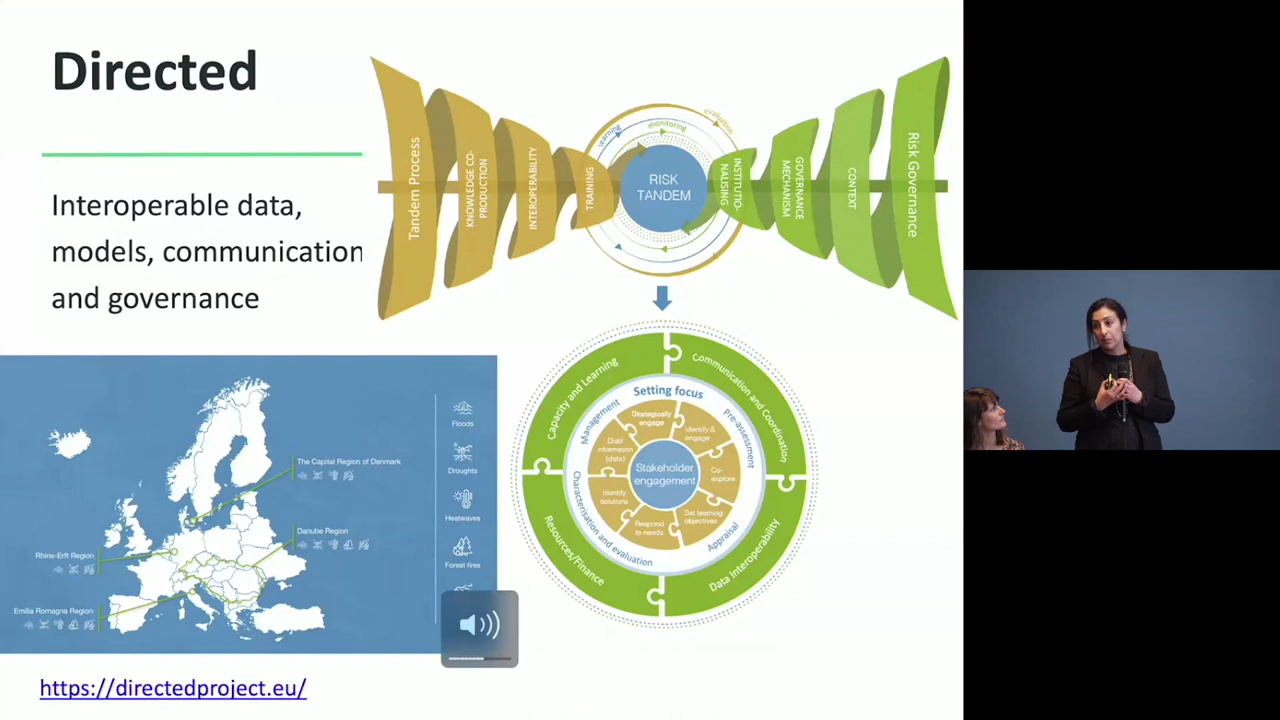 Directed
Interoperable data,
models, communication
and governance
Tandem Process
KNOWLEDGE CO-
PRODUCTION
INTEROPERABILITY
TRAINING
learning
monitoring
evaluation
RISK
TANDEM
INSTITUTIO-
NALISING
GOVERNANCE
MECHANISM
CONTEXT
Risk Governance
Capacity and Learning
Communication and Coordination
Data Interoperability
Resources/Finance
Setting focus
Management
Pre-assessment
Appraisal
Characterisation and evaluation
Strategically
engage
Identify &
engage
Co-
explore
Set learning
objectives
Respond
to needs
Identify
solutions
Distil
information
(data)
Stakeholder
engagement
The Capital Region of Denmark
Danube Region
Rhine-Erft Region
Emilia Romagna Region
Floods
Droughts
Heatwaves
Forest fires
https://directedproject.eu/